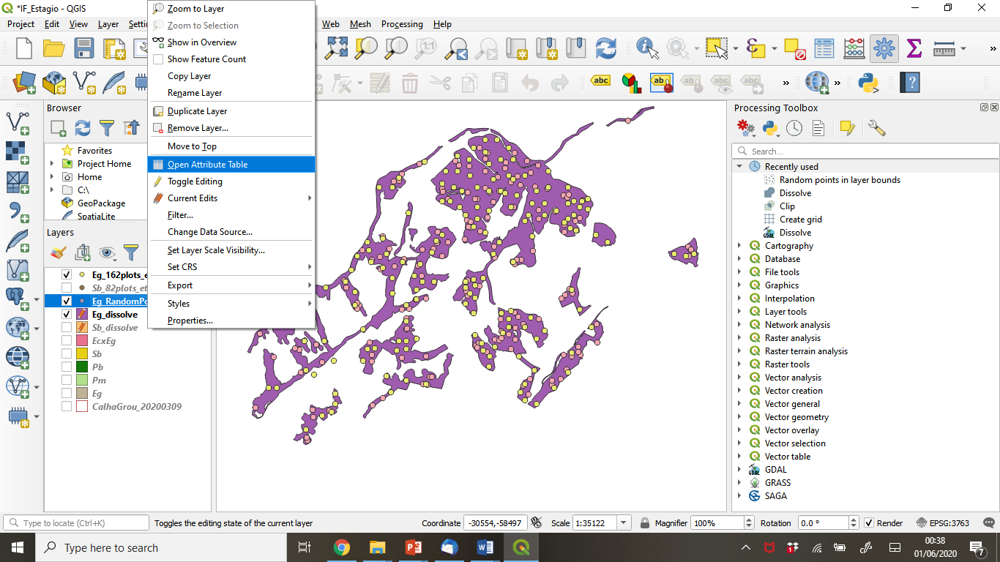 *IF_Estagio - QGIS
Project Edit View Layer Setti Web Mesh Processing Help
Zoom to Layer
Zoom to Selection
Show in Overview
Show Feature Count
Copy Layer
Rename Layer
Duplicate Layer
Remove Layer...
Move to Top
Open Attribute Table
Toggle Editing
Current Edits
Filter...
Change Data Source...
Set Layer Scale Visibility...
Set CRS
Export
Styles
Properties...
1:1
abc
ab
abc
abc
abc
»
»
»
Browser
Favorites
Project Home
Home
C:\
GeoPackage
SpatiaLite
Layers
Eg_162plots_e
Sb_82plots_et
Eg_RandomPo
Eg_dissolve
Sb_dissolve
EcxEg
Sb
Pb
Pm
Eg
CalhaGrou_20200309
Processing Toolbox
Search...
Recently used
Random points in layer bounds
Dissolve
Clip
Create grid
Dissolve
Cartography
Database
File tools
Graphics
Interpolation
Layer tools
Network analysis
Raster analysis
Raster terrain analysis
Raster tools
Vector analysis
Vector creation
Vector general
Vector geometry
Vector overlay
Vector selection
Vector table
GDAL
GRASS
SAGA
Type to locate (Ctrl+K) Toggles the editing state of the current layer Coordinate -30554,-58497 Scale 1:35122 Magnifier 100% Rotation 0.0 ° Render EPSG:3763
Type here to search
00:38
01/06/2020
7